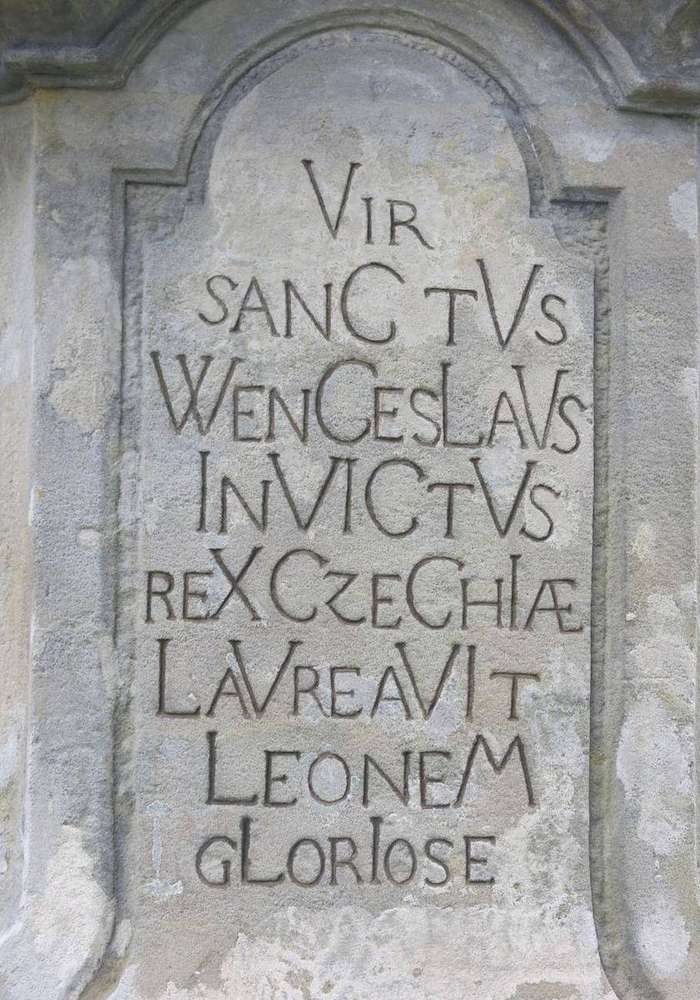 VIR
SANCTVS
WENCESLAVS
INVICTVS
REX CZECHIÆ
LAVREAVIT
LEONEM
GLORIOSE